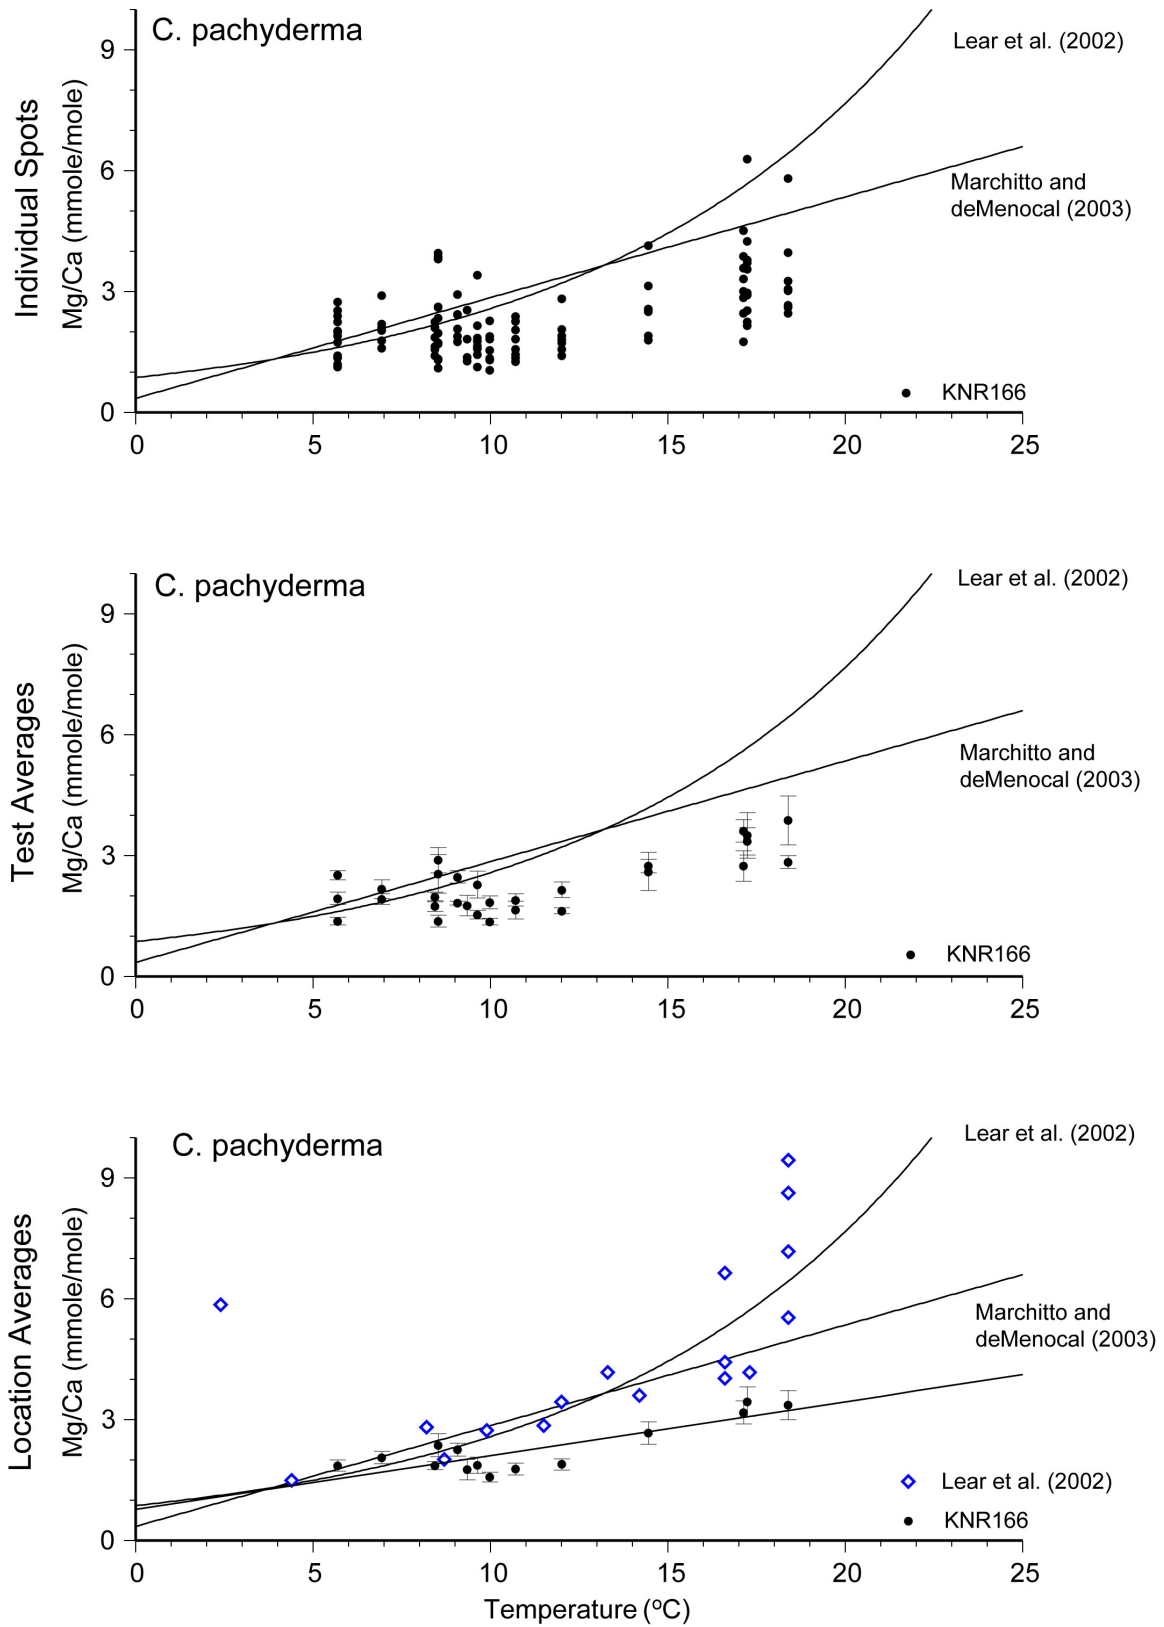 C. pachyderma
Lear et al. (2002)
9
6
3
0
Individual Spots
Mg/Ca (mmole/mole)
Marchitto and
deMenocal (2003)
KNR166
0 5 10 15 20 25
C. pachyderma
Lear et al. (2002)
9
6
3
0
Test Averages
Mg/Ca (mmole/mole)
Marchitto and
deMenocal (2003)
KNR166
0 5 10 15 20 25
C. pachyderma
Lear et al. (2002)
9
6
3
0
Location Averages
Mg/Ca (mmole/mole)
Marchitto and
deMenocal (2003)
Lear et al. (2002)
KNR166
0 5 10 15 20 25
Temperature (ºC)